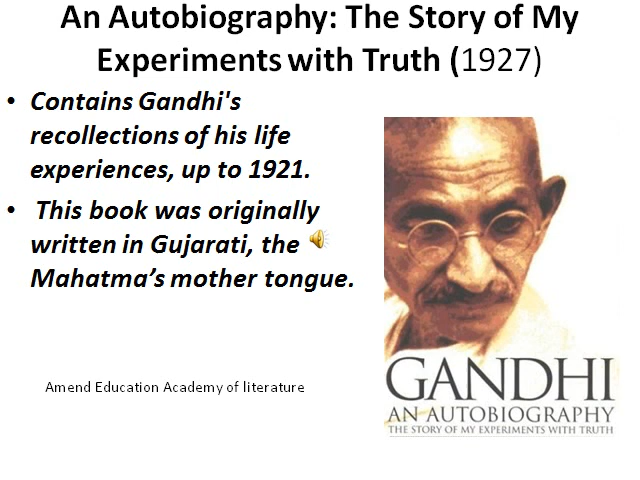 An Autobiography: The Story of My
Experiments with Truth (1927)
• Contains Gandhi's
recollections of his life
experiences, up to 1921.
• This book was originally
written in Gujarati, the
Mahatma’s mother tongue.
Amend Education Academy of literature
GANDHI
AN AUTOBIOGRAPHY
THE STORY OF MY EXPERIMENTS WITH TRUTH